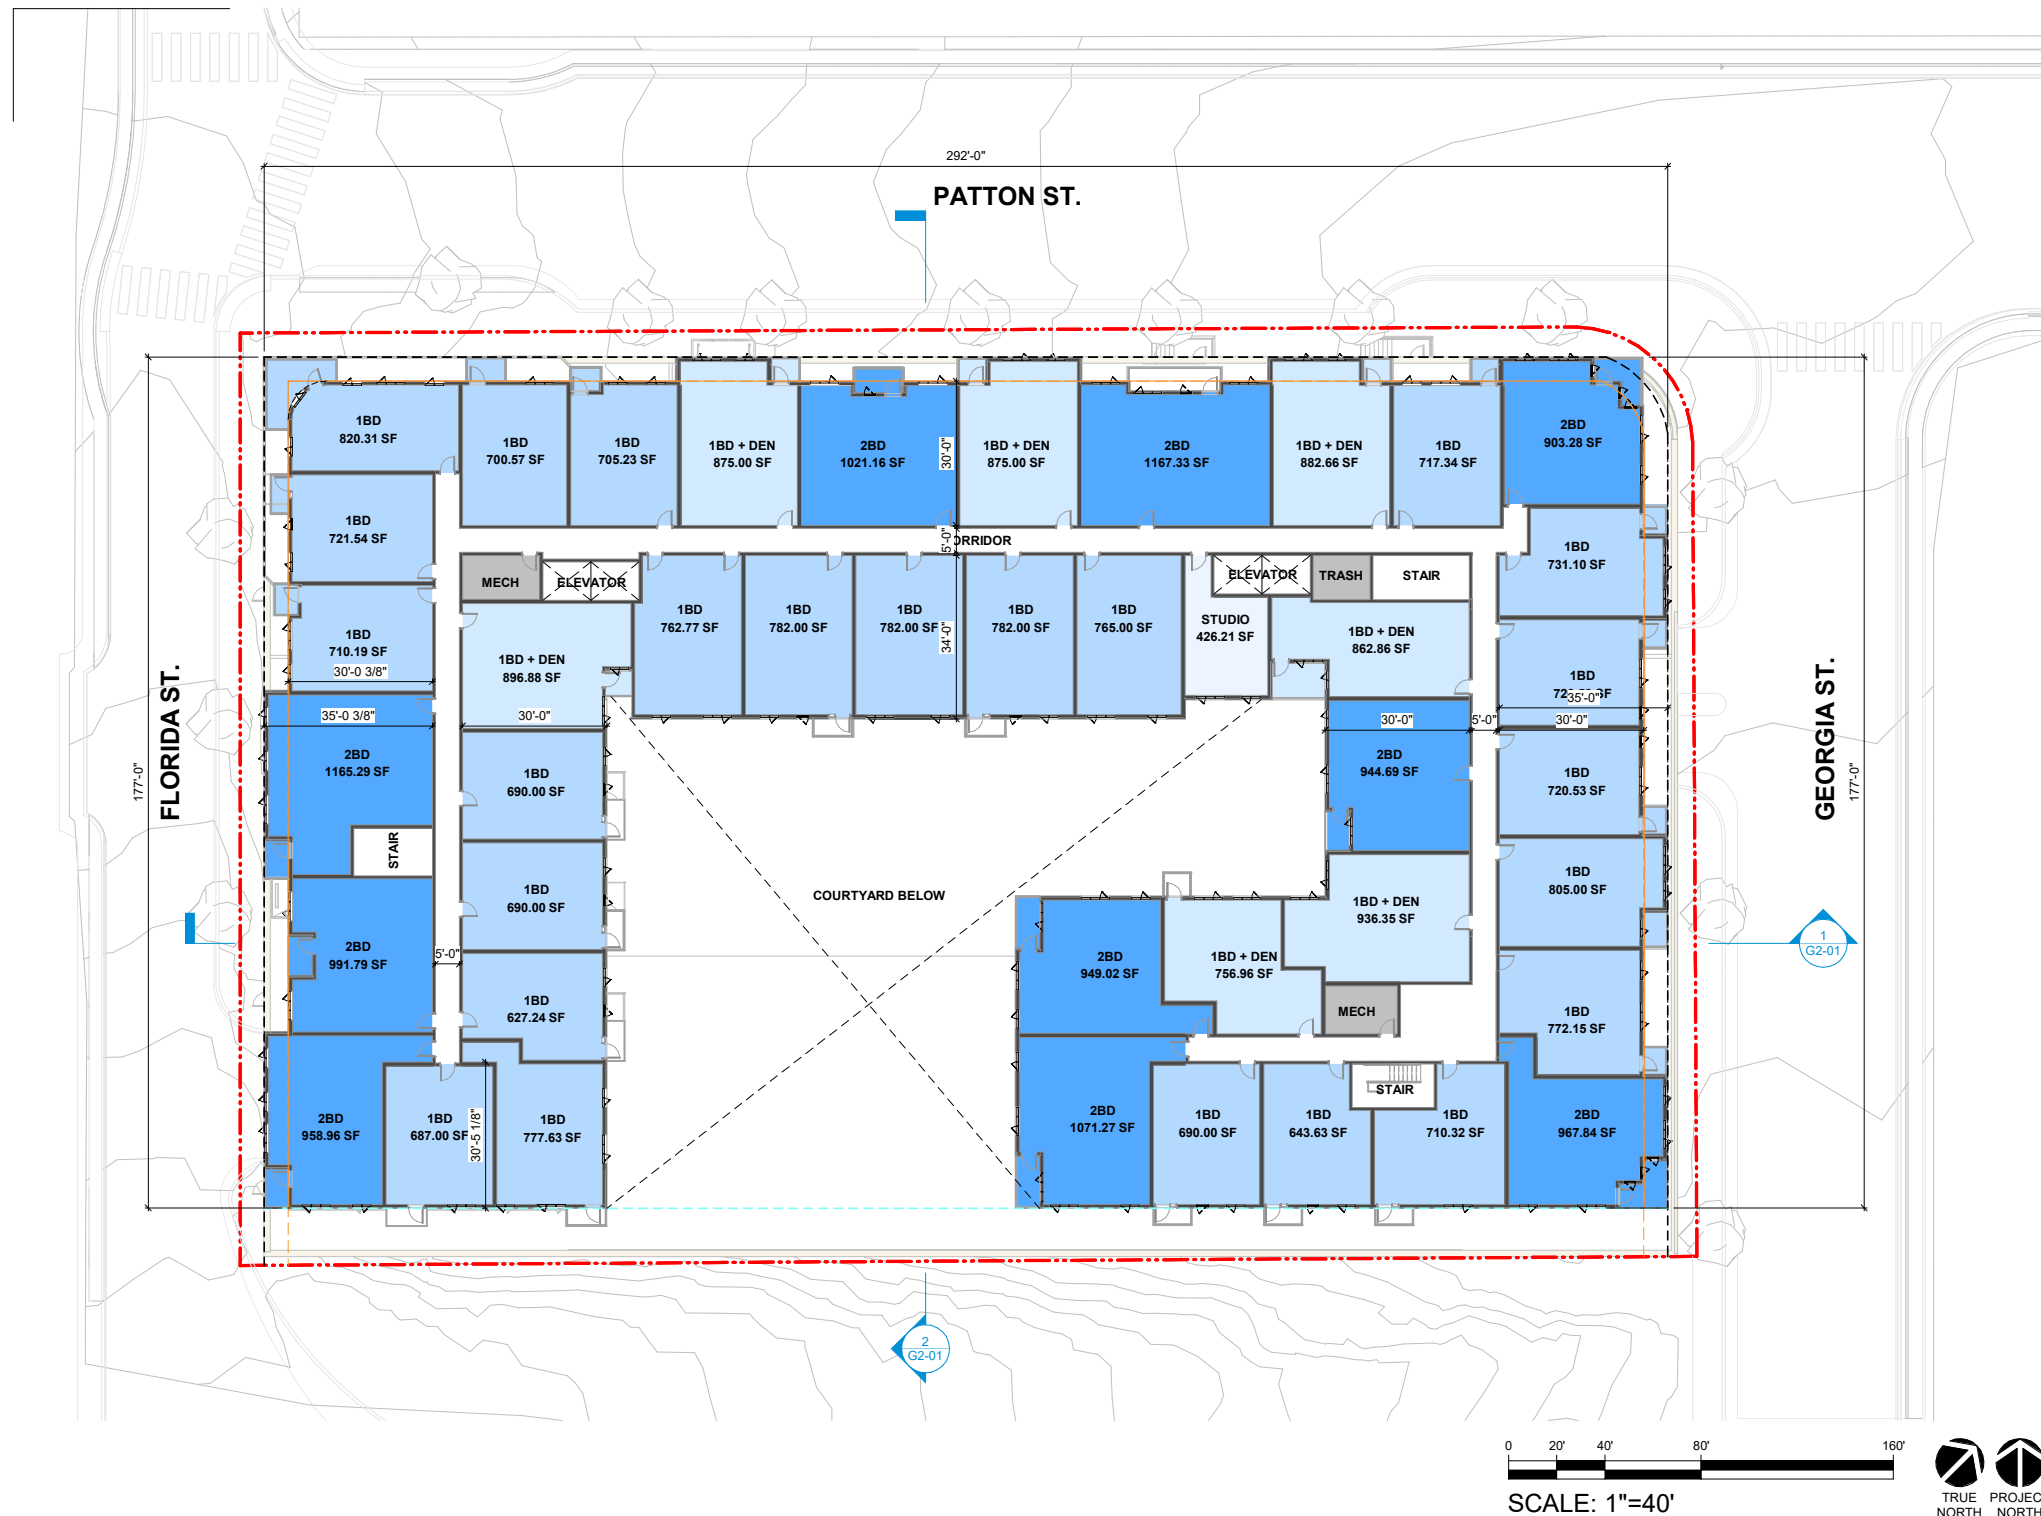 292'-0"
PATTON ST.
1BD
820.31 SF
1BD
700.57 SF
1BD
705.23 SF
1BD + DEN
875.00 SF
2BD
1021.16 SF
30'-0"
1BD + DEN
875.00 SF
2BD
1167.33 SF
1BD + DEN
882.66 SF
1BD
717.34 SF
2BD
903.28 SF
1BD
721.54 SF
5'-0"
ORRIDOR
1BD
731.10 SF
MECH
ELEVATOR
ELEVATOR
TRASH
STAIR
1BD
710.19 SF
30'-0 3/8"
1BD + DEN
896.88 SF
1BD
762.77 SF
1BD
782.00 SF
1BD
782.00 SF
34'-0"
1BD
782.00 SF
1BD
765.00 SF
STUDIO
426.21 SF
1BD + DEN
862.86 SF
1BD
SF
35'-0"
35'-0 3/8"
30'-0"
30'-0"
5'-0"
30'-0"
177'-0"
FLORIDA ST.
2BD
1165.29 SF
STAIR
1BD
690.00 SF
2BD
944.69 SF
1BD
720.53 SF
GEORGIA ST.
177'-0"
1BD
690.00 SF
COURTYARD BELOW
1BD + DEN
936.35 SF
1BD
805.00 SF
2BD
991.79 SF
5'-0"
1BD
627.24 SF
2BD
949.02 SF
1BD + DEN
756.96 SF
MECH
1BD
772.15 SF
1
G2-01
2BD
958.96 SF
1BD
687.00 SF
30'-5 1/8"
1BD
777.63 SF
2BD
1071.27 SF
1BD
690.00 SF
1BD
643.63 SF
STAIR
1BD
710.32 SF
2BD
967.84 SF
2
G2-01
0 20' 40' 80' 160'
SCALE: 1"=40'
TRUE
NORTH
PROJEC
NORTH